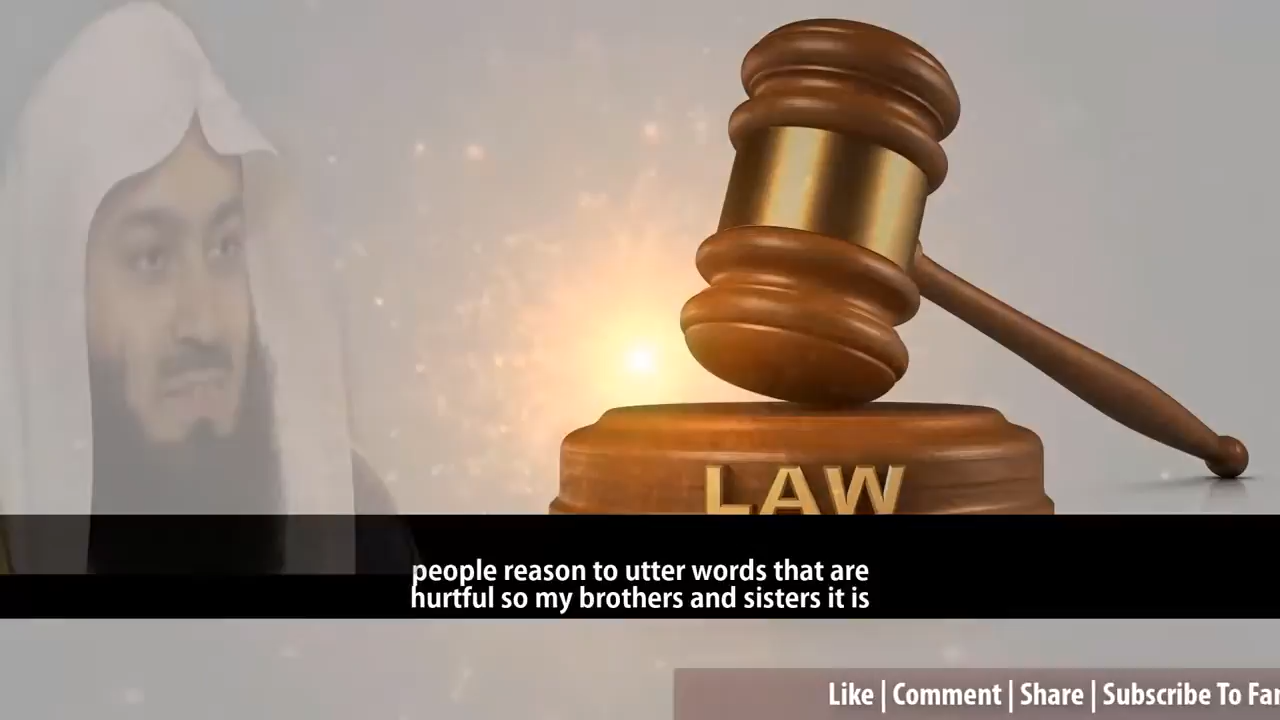 LAW
people reason to utter words that are
hurtful so my brothers and sisters it is
Like | Comment | Share | Subscribe To